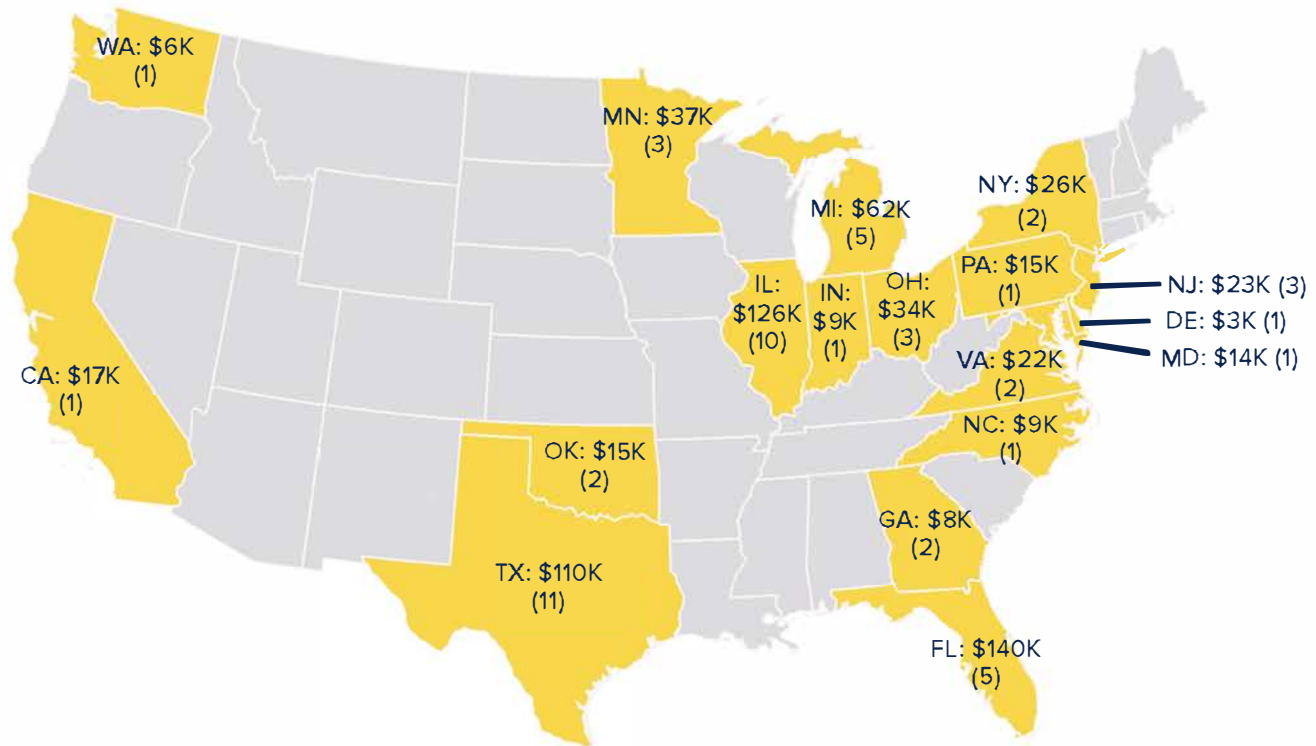 WA: $6K
(1)
MN: $37K
(3)
NY: $26K
(2)
MI: $62K
(5)
PA: $15K
(1)
IL:
$126K
(10)
IN:
$9K
(1)
OH:
$34K
(3)
NJ: $23K (3)
DE: $3K (1)
MD: $14K (1)
VA: $22K
(2)
CA: $17K
(1)
NC: $9K
(1)
OK: $15K
(2)
GA: $8K
(2)
TX: $110K
(11)
FL: $140K
(5)